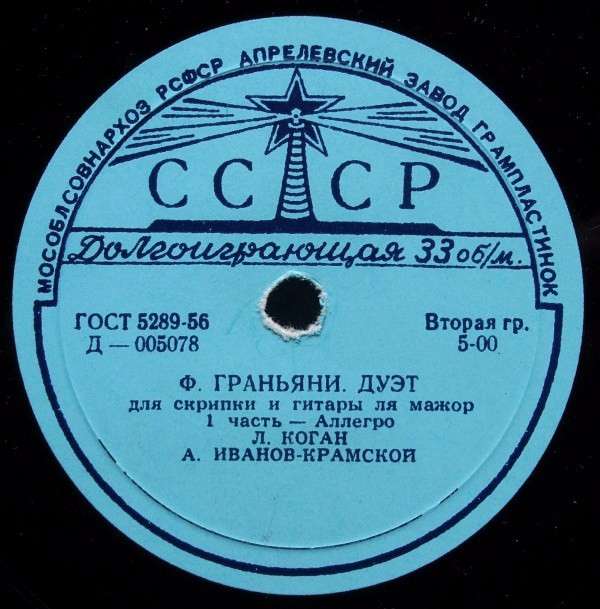 МОСОБЛСОВНАРХОЗ РСФСР АПРЕЛЕВСКИЙ ЗАВОД ГРАМПЛАСТИНОК
СССР
Долгоиграющая 33 об/м.
ГОСТ 5289-56
Д — 005078
Вторая гр.
5-00
Ф. ГРАНЬЯНИ. ДУЭТ
для скрипки и гитары ля мажор
1 часть — Аллегро
Л. КОГАН
А. ИВАНОВ-КРАМСКОЙ